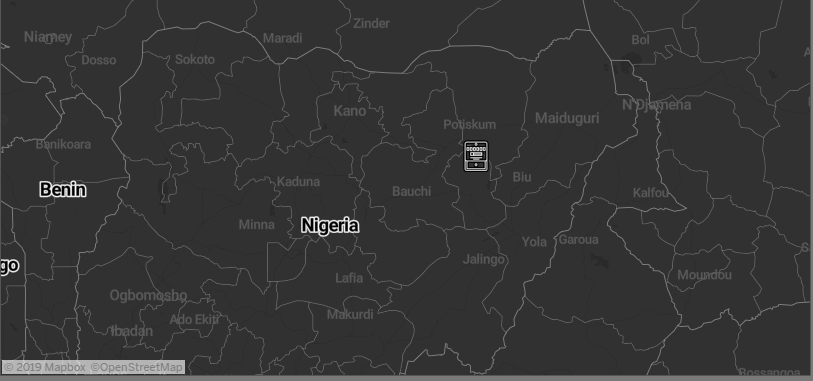 Zinder
Niamey
Maradi
Bol
Dosso
Sokoto
N'Djamena
Kano
Maiduguri
Potiskum
Banikoara
Benin
Kaduna
Bauchi
Biu
Kalfou
Minna
Nigeria
Yola
Garoua
go
Jalingo
Lafia
Moundou
Ogbomosho
Makurdi
Ado Ekiti
Ibadan
© 2019 Mapbox ©OpenStreetMap
Bossangoa